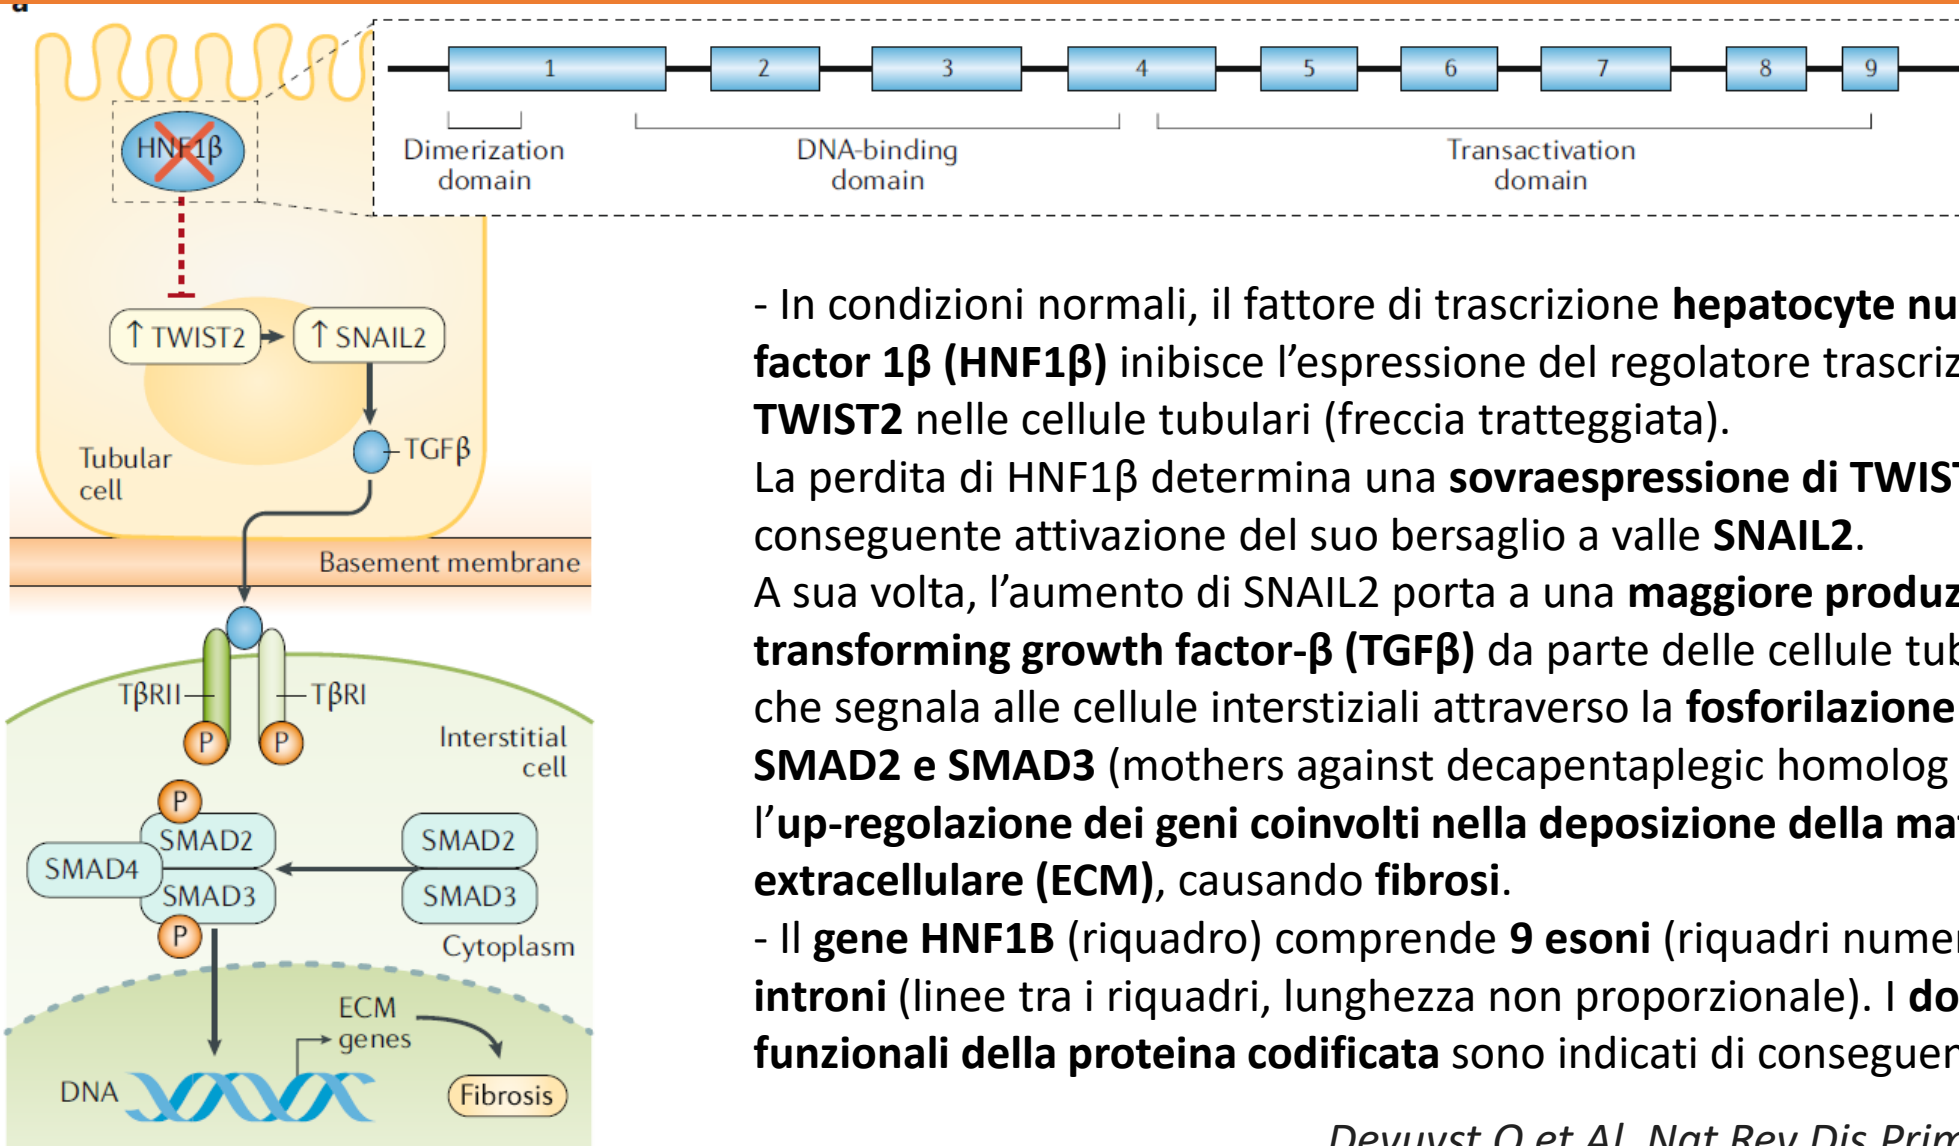 a
1 2 3 4 5 6 7 8 9
Dimerization
domain
DNA-binding
domain
Transactivation
domain
HNF1β
↑ TWIST2
↑ SNAIL2
TGFβ
Tubular
cell
Basement membrane
TβRII
TβRI
P P
Interstitial
cell
P
SMAD2
SMAD4
SMAD3
P
SMAD2
SMAD3
Cytoplasm
ECM
genes
DNA
Fibrosis
- In condizioni normali, il fattore di trascrizione hepatocyte nu
factor 1β (HNF1β) inibisce l’espressione del regolatore trascriz
TWIST2 nelle cellule tubulari (freccia tratteggiata).
La perdita di HNF1β determina una sovraespressione di TWIST
conseguente attivazione del suo bersaglio a valle SNAIL2.
A sua volta, l’aumento di SNAIL2 porta a una maggiore produz
transforming growth factor-β (TGFβ) da parte delle cellule tub
che segnala alle cellule interstiziali attraverso la fosforilazione
SMAD2 e SMAD3 (mothers against decapentaplegic homolog
l’up-regolazione dei geni coinvolti nella deposizione della mat
extracellulare (ECM), causando fibrosi.
- Il gene HNF1B (riquadro) comprende 9 esoni (riquadri numer
introni (linee tra i riquadri, lunghezza non proporzionale). I do
funzionali della proteina codificata sono indicati di conseguen
Devuyst O et Al. Nat Rev Dis Prim